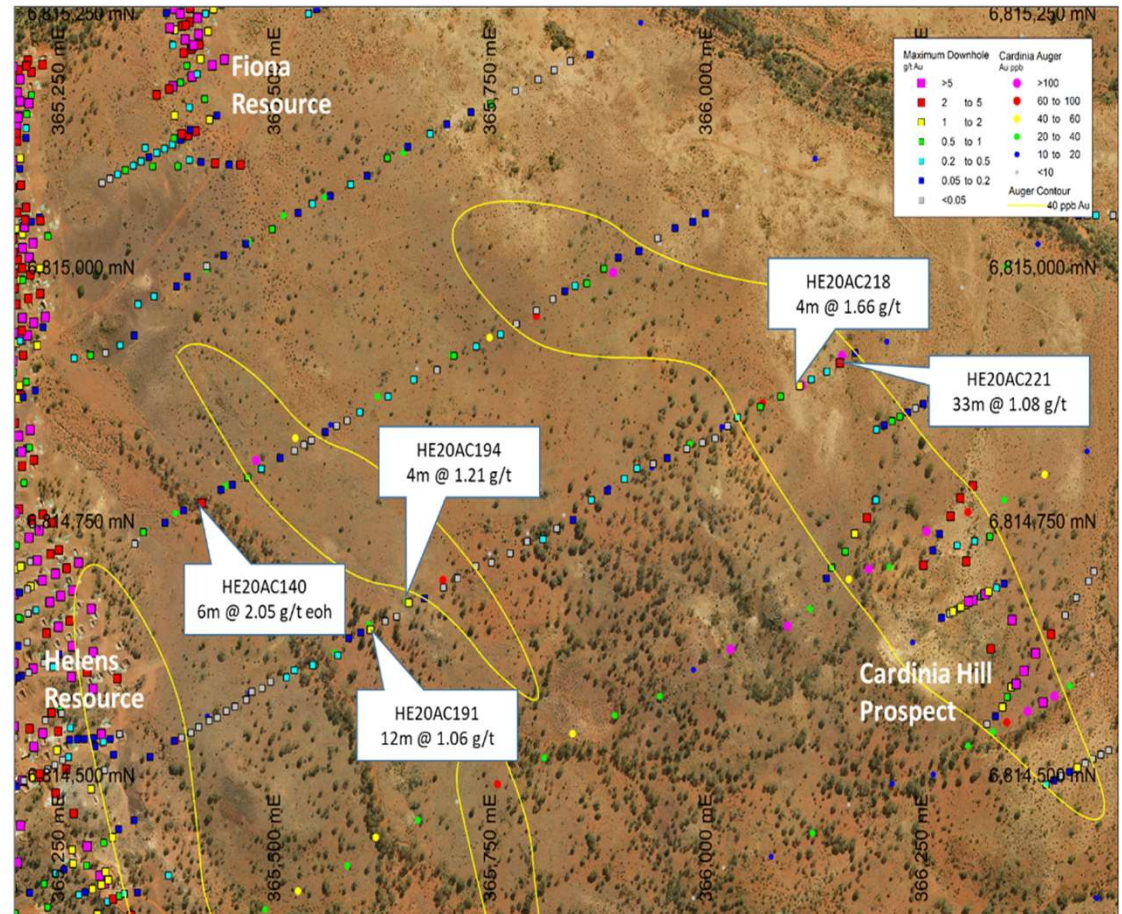 6,815,250 mN
6,815,250 mN
365,250 mE
365,500 mE
365,750 mE
366,000 mE
Fiona
Resource
Maximum Downhole
g/t Au
>5
2 to 5
1 to 2
0.5 to 1
0.2 to 0.5
0.05 to 0.2
<0.05
Cardinia Auger
Au ppb
>100
60 to 100
40 to 60
20 to 40
10 to 20
<10
Auger Contour
40 ppb Au
6,815,000 mN
6,815,000 mN
HE20AC218
4m @ 1.66 g/t
HE20AC221
33m @ 1.08 g/t
HE20AC194
4m @ 1.21 g/t
6,814,750 mN
6,814,750 mN
HE20AC140
6m @ 2.05 g/t eoh
Helens
Resource
Cardinia Hill
Prospect
HE20AC191
12m @ 1.06 g/t
6,814,500 mN
6,814,500 mN
365,250 mE
365,500 mE
365,750 mE
366,000 mE
366,250 mE